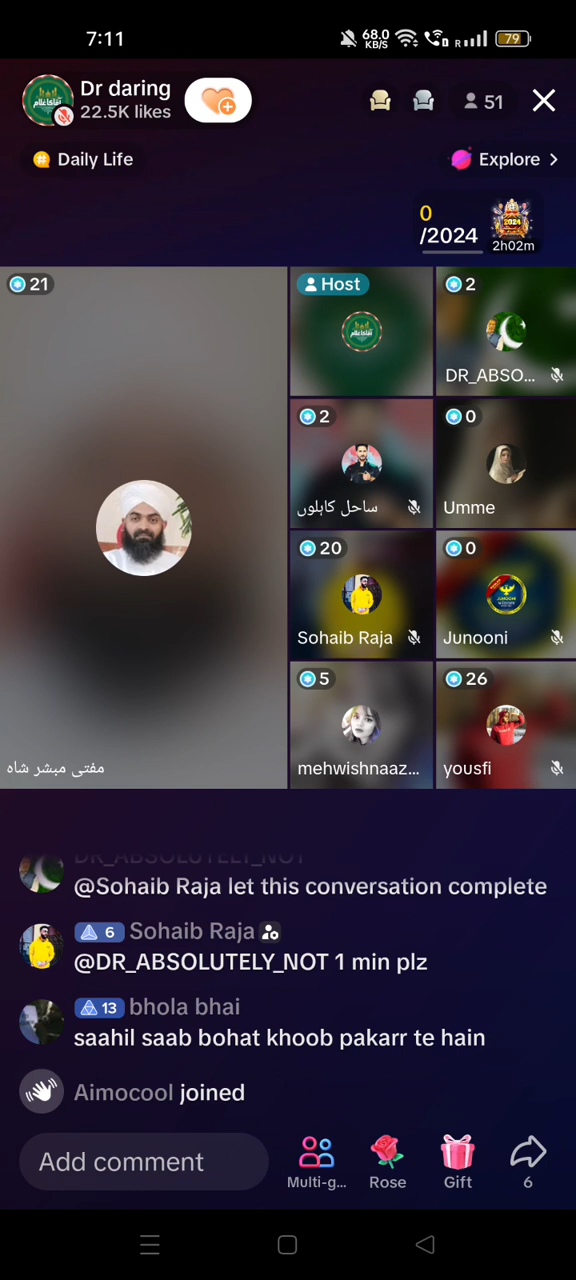 7:11
68.0
KB/S
R
79
Dr daring
22.5K likes
51
Daily Life
Explore
0
/2024
2024
2h02m
21
Host
2
DR_ABSO...
2
ساحل کابلوں
0
Umme
20
Sohaib Raja
0
Junooni
5
mehwishnaaz...
26
yousfi
مفتی مبشر شاہ
DR_ABSOLUTELY_NOT
@Sohaib Raja let this conversation complete
6 Sohaib Raja
@DR_ABSOLUTELY_NOT 1 min plz
13 bhola bhai
saahil saab bohat khoob pakarr te hain
Aimocool joined
Add comment
Multi-g...
Rose
Gift
6